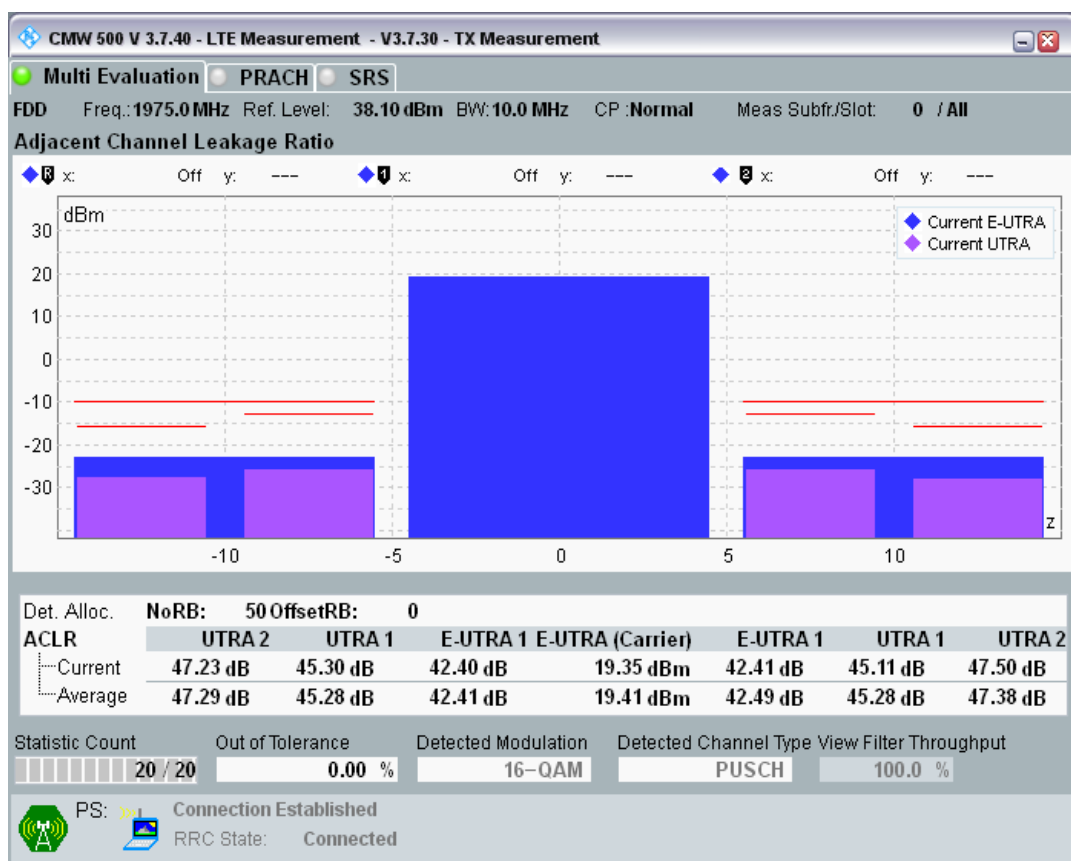 CMW 500 V 3.7.40 - LTE Measurement - V3.7.30 - TX Measurement
Multi Evaluation PRACH SRS
FDD Freq.: 1975.0 MHz Ref. Level: 38.10 dBm BW: 10.0 MHz CP :Normal Meas Subfr./Slot: 0 / All
Adjacent Channel Leakage Ratio
R x: Off y: --- 1 x: Off y: --- 2 x: Off y: ---
dBm
Current E-UTRA
Current UTRA
30
20
10
0
-10
-20
-30
z
-10 -5 0 5 10
Det. Alloc. NoRB: 50 OffsetRB: 0
ACLR UTRA 2 UTRA 1 E-UTRA 1 E-UTRA (Carrier) E-UTRA 1 UTRA 1 UTRA 2
Current 47.23 dB 45.30 dB 42.40 dB 19.35 dBm 42.41 dB 45.11 dB 47.50 dB
Average 47.29 dB 45.28 dB 42.41 dB 19.41 dBm 42.49 dB 45.28 dB 47.38 dB
Statistic Count Out of Tolerance Detected Modulation Detected Channel Type View Filter Throughput
20 / 20 0.00 % 16-QAM PUSCH 100.0 %
PS: Connection Established
RRC State: Connected